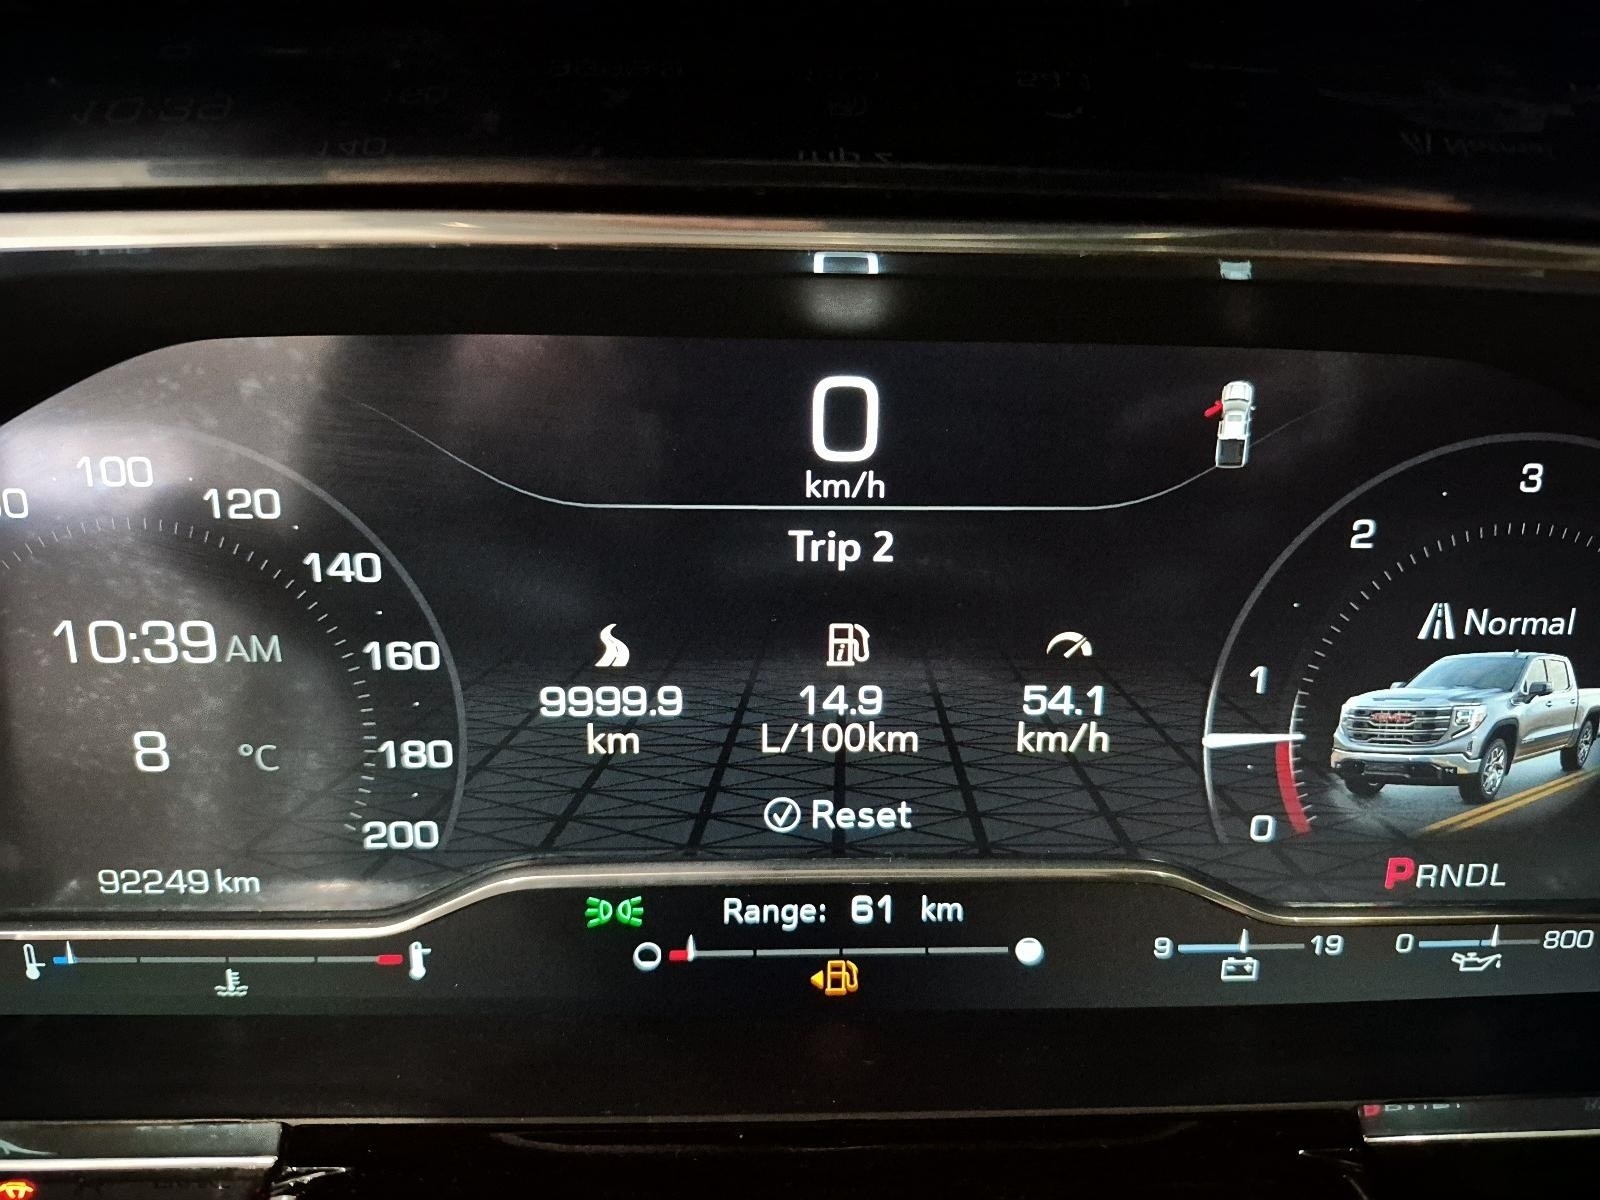 0
km/h
Trip 2
100
120
140
160
180
200
10:39 AM
8 °C
92249 km
9999.9
km
14.9
L/100km
54.1
km/h
Reset
3
2
1
0
Normal
GMC
PRNDL
Range: 61 km
9
19
0
800